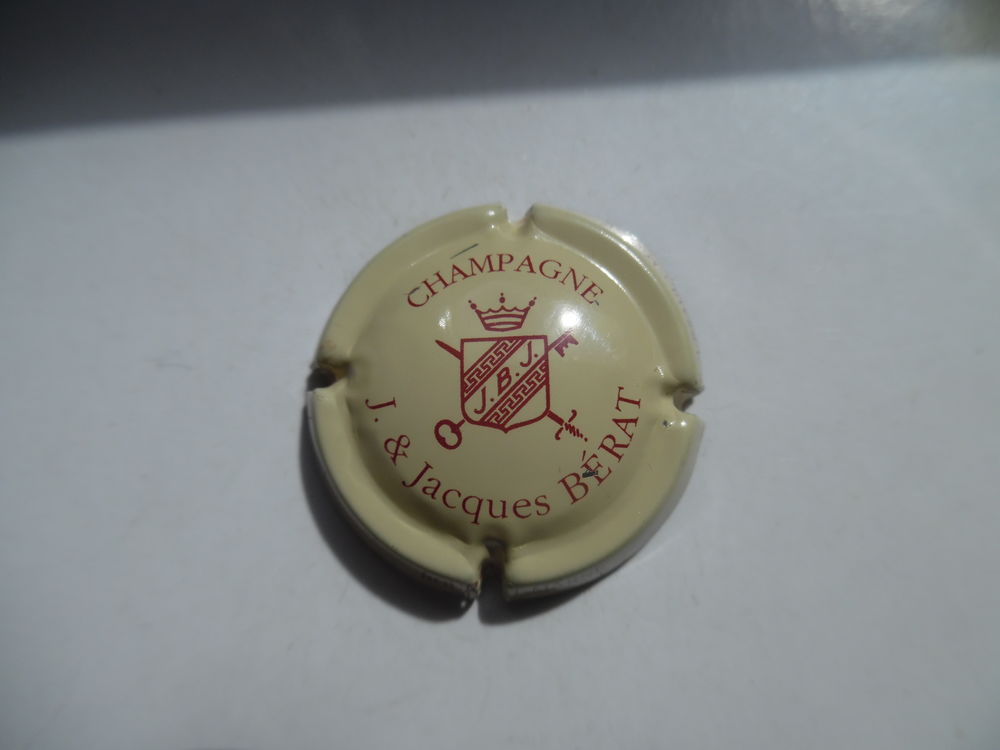 CHAMPAGNE
J.B.J.
J. & Jacques BÉRAT